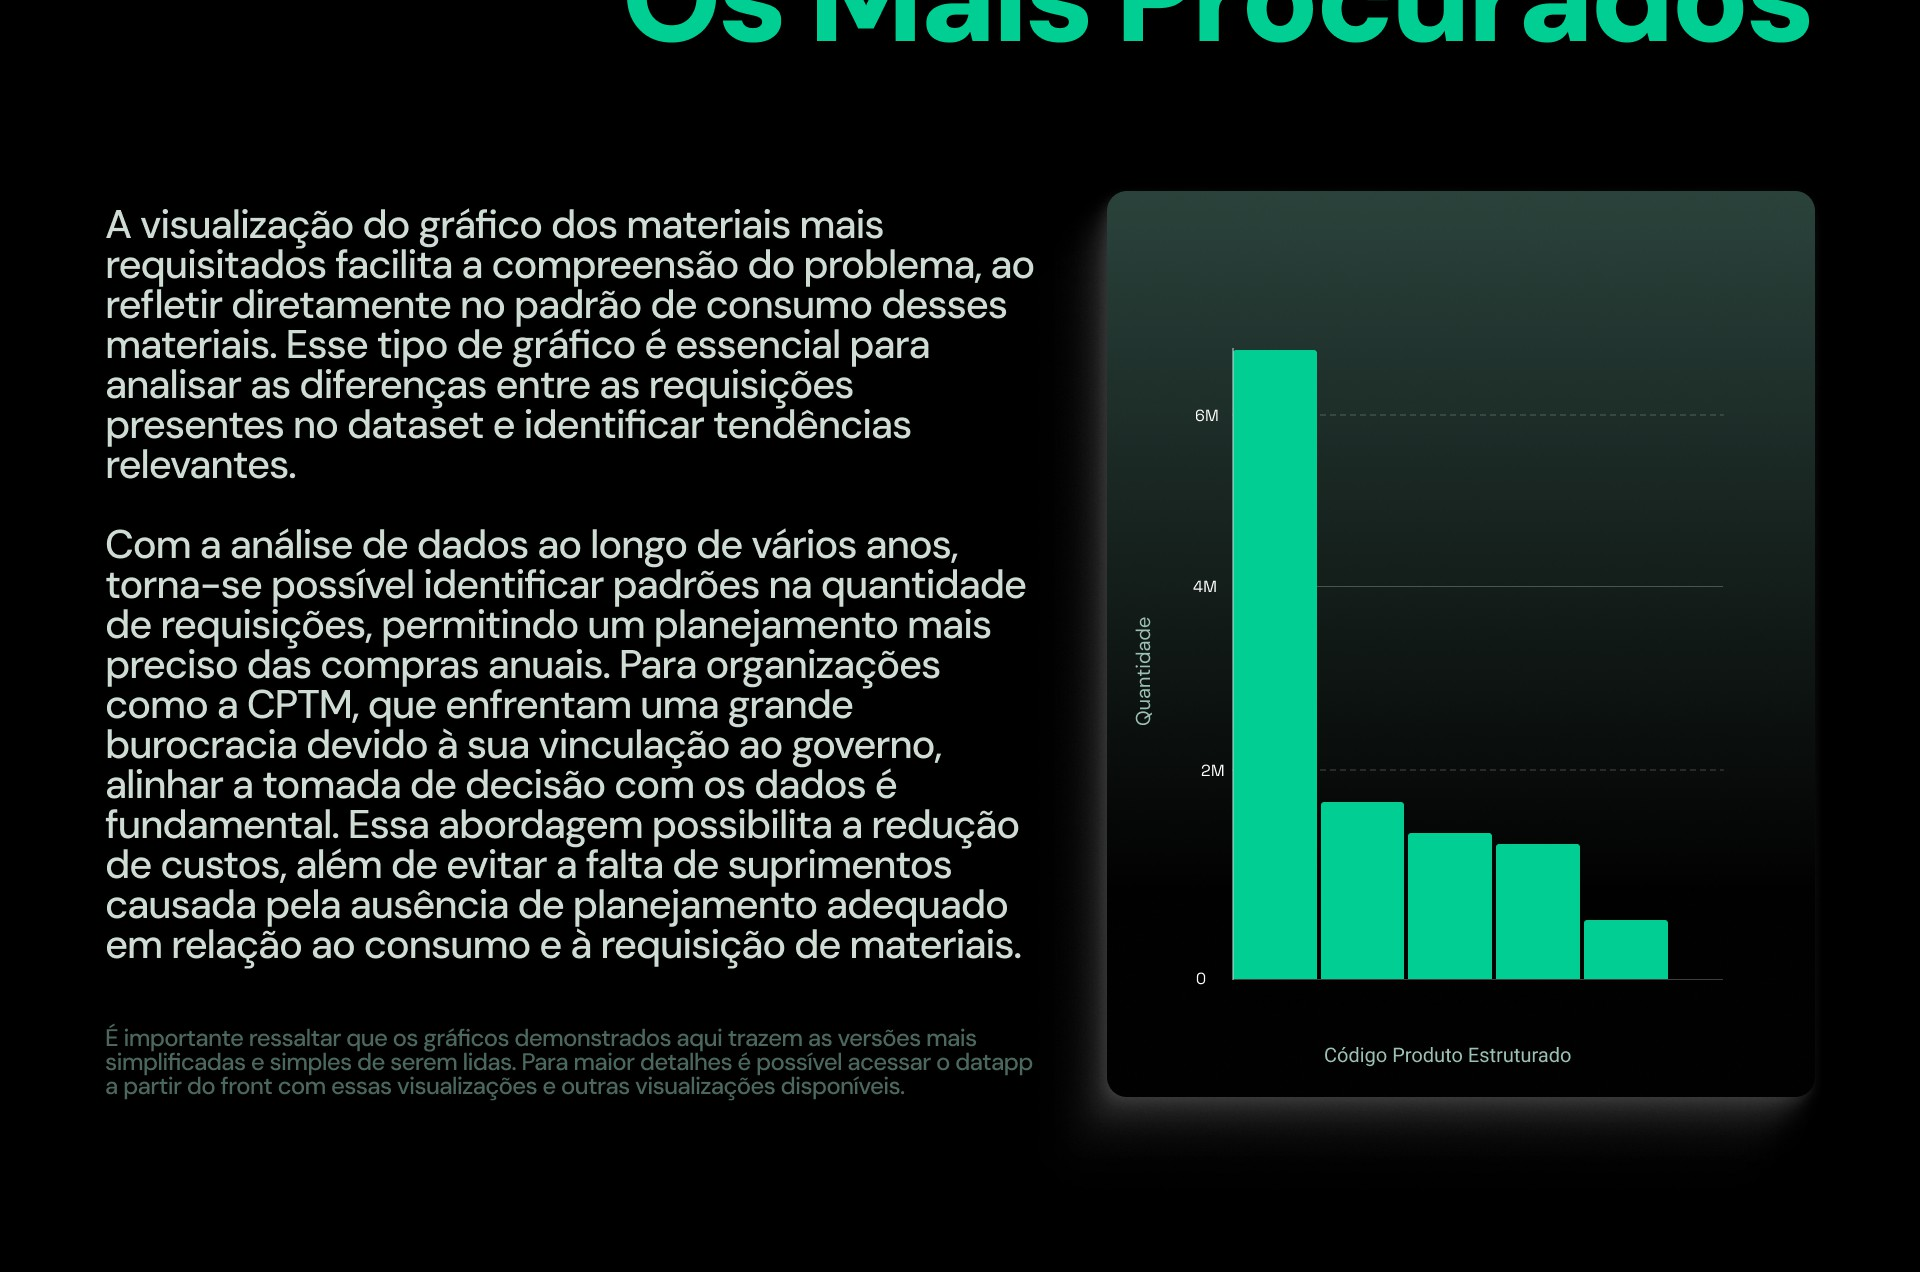 Os Mais Procurados
A visualização do gráfico dos materiais mais
requisitados facilita a compreensão do problema, ao
refletir diretamente no padrão de consumo desses
materiais. Esse tipo de gráfico é essencial para
analisar as diferenças entre as requisições
presentes no dataset e identificar tendências
relevantes.
Com a análise de dados ao longo de vários anos,
torna-se possível identificar padrões na quantidade
de requisições, permitindo um planejamento mais
preciso das compras anuais. Para organizações
como a CPTM, que enfrentam uma grande
burocracia devido à sua vinculação ao governo,
alinhar a tomada de decisão com os dados é
fundamental. Essa abordagem possibilita a redução
de custos, além de evitar a falta de suprimentos
causada pela ausência de planejamento adequado
em relação ao consumo e à requisição de materiais.
É importante ressaltar que os gráficos demonstrados aqui trazem as versões mais
simplificadas e simples de serem lidas. Para maior detalhes é possível acessar o datapp
a partir do front com essas visualizações e outras visualizações disponíveis.
6M
4M
Quantidade
2M
0
Código Produto Estruturado